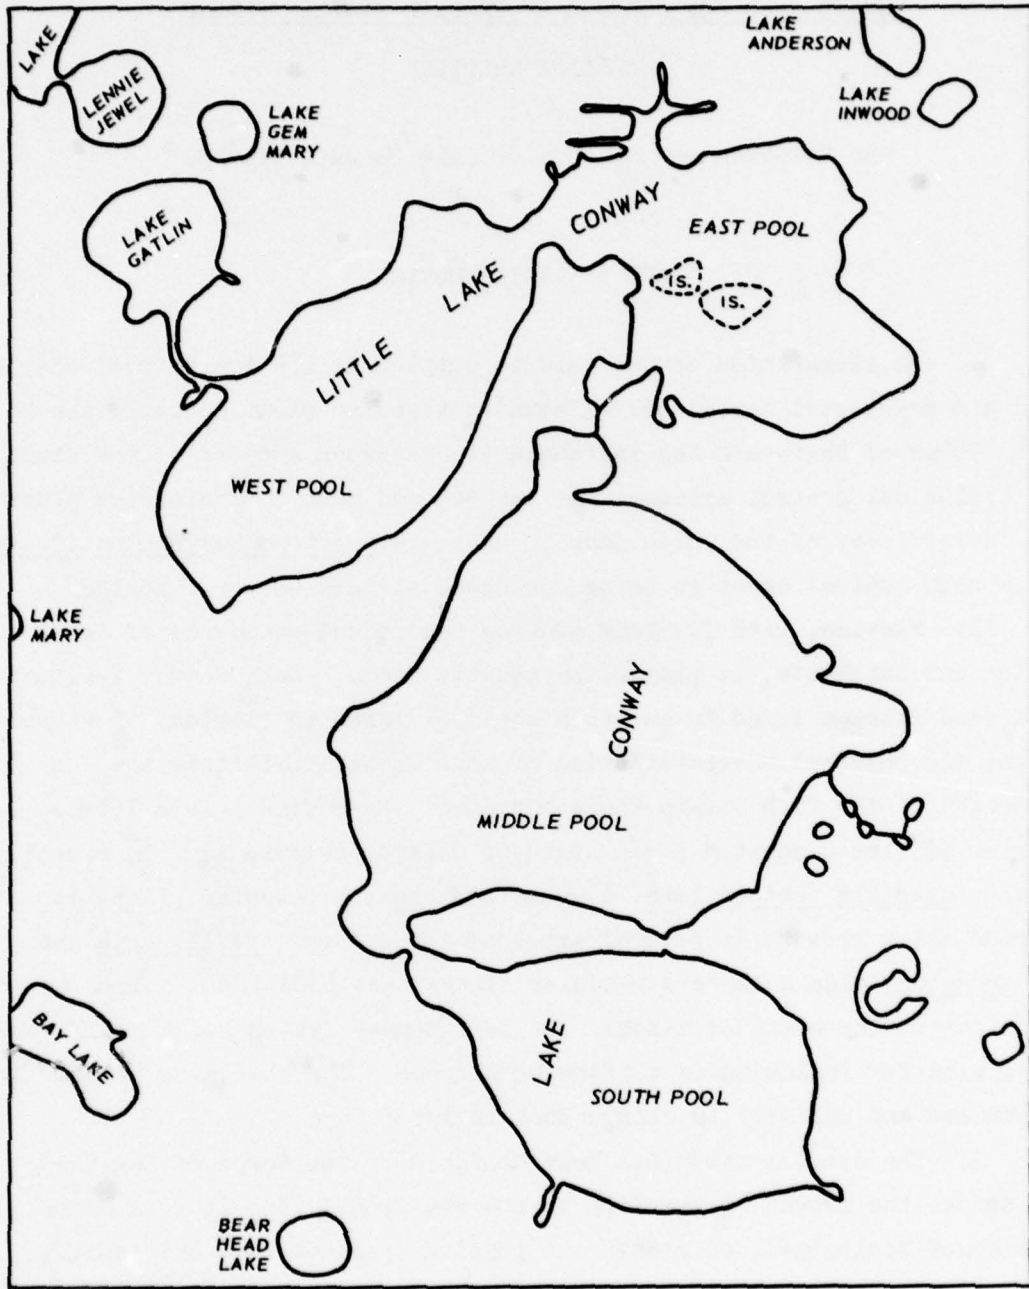 LAKE
LENNIE
JEWEL
LAKE
GEM
MARY
LAKE
ANDERSON
LAKE
INWOOD
LAKE
GATLIN
LITTLE LAKE CONWAY
EAST POOL
IS.
IS.
WEST POOL
LAKE
MARY
LAKE CONWAY
MIDDLE POOL
BAY LAKE
SOUTH POOL
BEAR
HEAD
LAKE